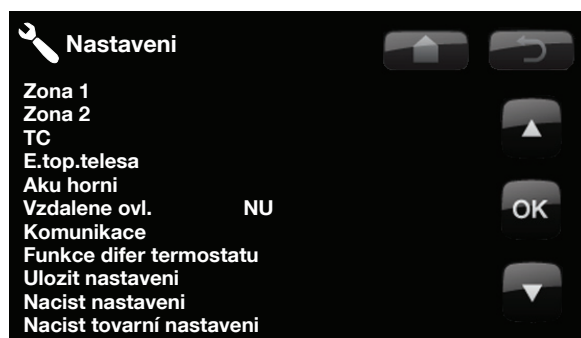 Nastaveni
Zona 1
Zona 2
TC
E.top.telesa
Aku horni
Vzdalene ovl. NU
OK
Komunikace
Funkce difer termostatu
Ulozit nastaveni
Nacist nastaveni
Nacist tovarní nastaveni